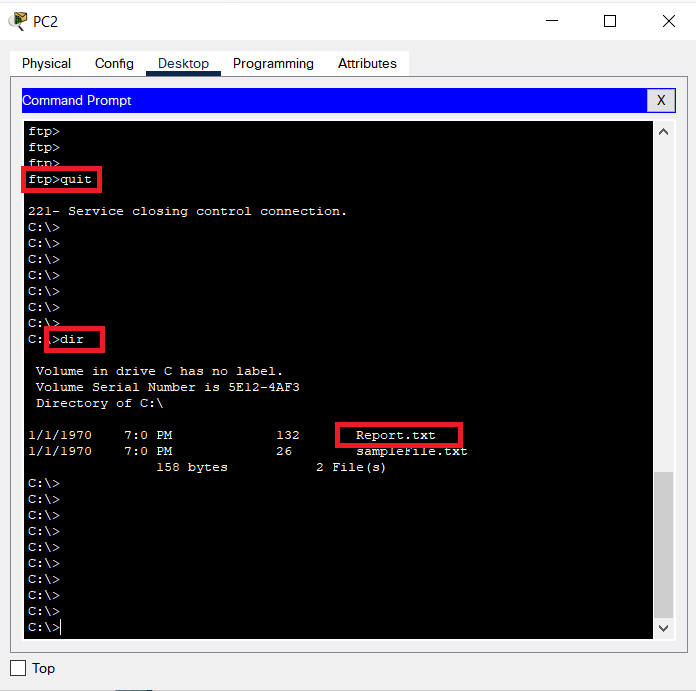 PC2
Physical Config Desktop Programming Attributes
Command Prompt X
ftp>
ftp>
ftp>
ftp>quit
221- Service closing control connection.
C:\>
C:\>
C:\>
C:\>
C:\>
C:\>
C:\>
C:\>dir
Volume in drive C has no label.
Volume Serial Number is 5E12-4AF3
Directory of C:\
1/1/1970 7:0 PM 132 Report.txt
1/1/1970 7:0 PM 26 sampleFile.txt
158 bytes 2 File(s)
C:\>
C:\>
C:\>
C:\>
C:\>
C:\>
C:\>
C:\>
C:\>
C:\>
Top